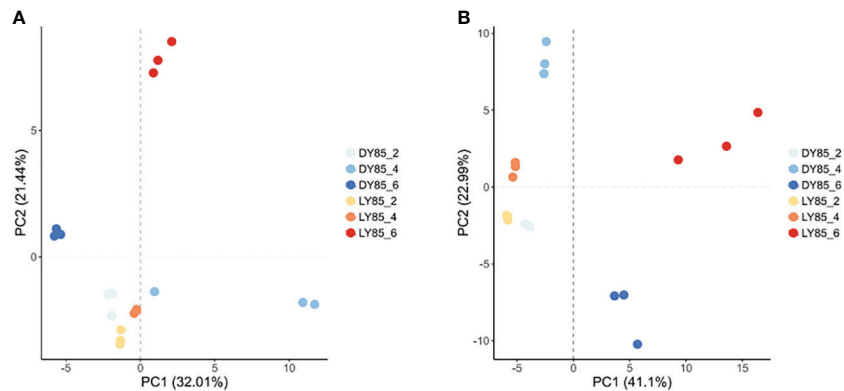 A
B
5
0
-5
0
5
10
PC2 (21.44%)
PC1 (32.01%)
DY85_2
DY85_4
DY85_6
LY85_2
LY85_4
LY85_6
10
5
0
-5
-10
-5
0
5
10
15
PC2 (22.99%)
PC1 (41.1%)
DY85_2
DY85_4
DY85_6
LY85_2
LY85_4
LY85_6